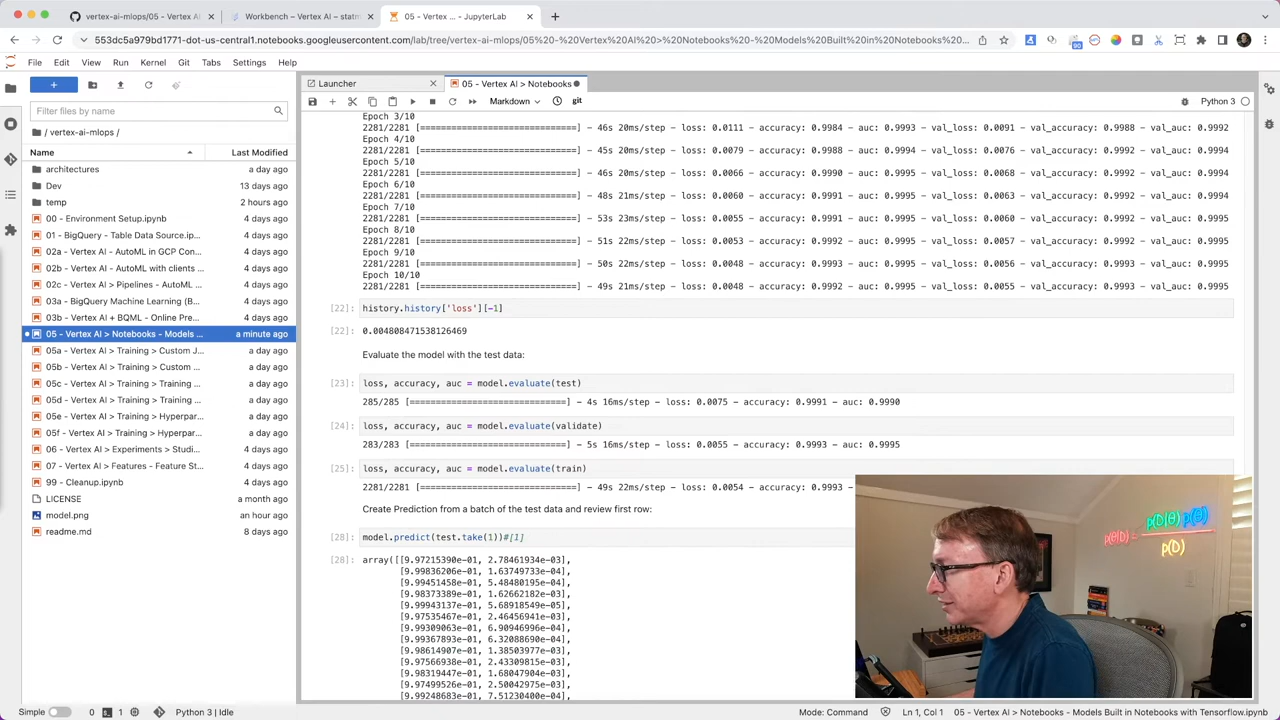 vertex-ai-mlops/05 - Vertex A
Workbench – Vertex AI – statm
05 - Vertex ... - JupyterLab
553dc5a979bd1771-dot-us-central1.notebooks.googleusercontent.com/lab/tree/vertex-ai-mlops/05%20-%20Vertex%20AI%20>%20Notebooks%20-%20Models%20Built%20in%20Notebooks%20...
File Edit View Run Kernel Git Tabs Settings Help
Launcher
05 - Vertex AI > Notebooks
Markdown
git
Python 3
Filter files by name
/ vertex-ai-mlops /
Name Last Modified
architectures a day ago
Dev 13 days ago
temp 2 hours ago
00 - Environment Setup.ipynb 4 days ago
01 - BigQuery - Table Data Source.ip... 4 days ago
02a - Vertex AI - AutoML in GCP Con... 4 days ago
02b - Vertex AI - AutoML with clients ... 4 days ago
02c - Vertex AI > Pipelines - AutoML ... 4 days ago
03a - BigQuery Machine Learning (B... 4 days ago
03b - Vertex AI + BQML - Online Pre... 4 days ago
05 - Vertex AI > Notebooks - Models ... a minute ago
05a - Vertex AI > Training > Custom J... a day ago
05b - Vertex AI > Training > Custom ... a day ago
05c - Vertex AI > Training > Training ... a day ago
05d - Vertex AI > Training > Training ... a day ago
05e - Vertex AI > Training > Hyperpar... a day ago
05f - Vertex AI > Training > Hyperpar... a day ago
06 - Vertex AI > Experiments > Studi... 4 days ago
07 - Vertex AI > Features - Feature St... 4 days ago
99 - Cleanup.ipynb 4 days ago
LICENSE a month ago
model.png an hour ago
readme.md 8 days ago
Epoch 3/10
2281/2281 [==============================] - 46s 20ms/step - loss: 0.0111 - accuracy: 0.9984 - auc: 0.9993 - val_loss: 0.0091 - val_accuracy: 0.9988 - val_auc: 0.9992
Epoch 4/10
2281/2281 [==============================] - 45s 20ms/step - loss: 0.0079 - accuracy: 0.9988 - auc: 0.9994 - val_loss: 0.0076 - val_accuracy: 0.9992 - val_auc: 0.9994
Epoch 5/10
2281/2281 [==============================] - 46s 20ms/step - loss: 0.0066 - accuracy: 0.9990 - auc: 0.9995 - val_loss: 0.0068 - val_accuracy: 0.9992 - val_auc: 0.9994
Epoch 6/10
2281/2281 [==============================] - 48s 21ms/step - loss: 0.0060 - accuracy: 0.9991 - auc: 0.9995 - val_loss: 0.0063 - val_accuracy: 0.9992 - val_auc: 0.9994
Epoch 7/10
2281/2281 [==============================] - 53s 23ms/step - loss: 0.0055 - accuracy: 0.9991 - auc: 0.9995 - val_loss: 0.0060 - val_accuracy: 0.9992 - val_auc: 0.9995
Epoch 8/10
2281/2281 [==============================] - 51s 22ms/step - loss: 0.0053 - accuracy: 0.9992 - auc: 0.9995 - val_loss: 0.0057 - val_accuracy: 0.9992 - val_auc: 0.9995
Epoch 9/10
2281/2281 [==============================] - 50s 22ms/step - loss: 0.0048 - accuracy: 0.9993 - auc: 0.9995 - val_loss: 0.0056 - val_accuracy: 0.9993 - val_auc: 0.9995
Epoch 10/10
2281/2281 [==============================] - 49s 21ms/step - loss: 0.0048 - accuracy: 0.9992 - auc: 0.9995 - val_loss: 0.0055 - val_accuracy: 0.9993 - val_auc: 0.9995
[22]: history.history['loss'][-1]
[22]: 0.004808471538126469
Evaluate the model with the test data:
[23]: loss, accuracy, auc = model.evaluate(test)
285/285 [==============================] - 4s 16ms/step - loss: 0.0075 - accuracy: 0.9991 - auc: 0.9990
[24]: loss, accuracy, auc = model.evaluate(validate)
283/283 [==============================] - 5s 16ms/step - loss: 0.0055 - accuracy: 0.9993 - auc: 0.9995
[25]: loss, accuracy, auc = model.evaluate(train)
2281/2281 [==============================] - 49s 22ms/step - loss: 0.0054 - accuracy: 0.9993 -
Create Prediction from a batch of the test data and review first row:
[28]: model.predict(test.take(1))#[1]
[28]: array([[9.97215390e-01, 2.78461934e-03],
[9.99836206e-01, 1.63749733e-04],
[9.99451458e-01, 5.48480195e-04],
[9.98373389e-01, 1.62662182e-03],
[9.99943137e-01, 5.68918549e-05],
[9.97535467e-01, 2.46456941e-03],
[9.99309063e-01, 6.90946996e-04],
[9.99367893e-01, 6.32088690e-04],
[9.98614907e-01, 1.38503977e-03],
[9.97566938e-01, 2.43309815e-03],
[9.98319447e-01, 1.68047904e-03],
[9.97499526e-01, 2.50042975e-03],
[9.99248683e-01, 7.51230400e-04],
p(D|θ) p(θ)
p(θ|D) =
p(D)
Simple 0 1 Python 3 | Idle Mode: Command Ln 1, Col 1 05 - Vertex AI > Notebooks - Models Built in Notebooks with Tensorflow.ipynb